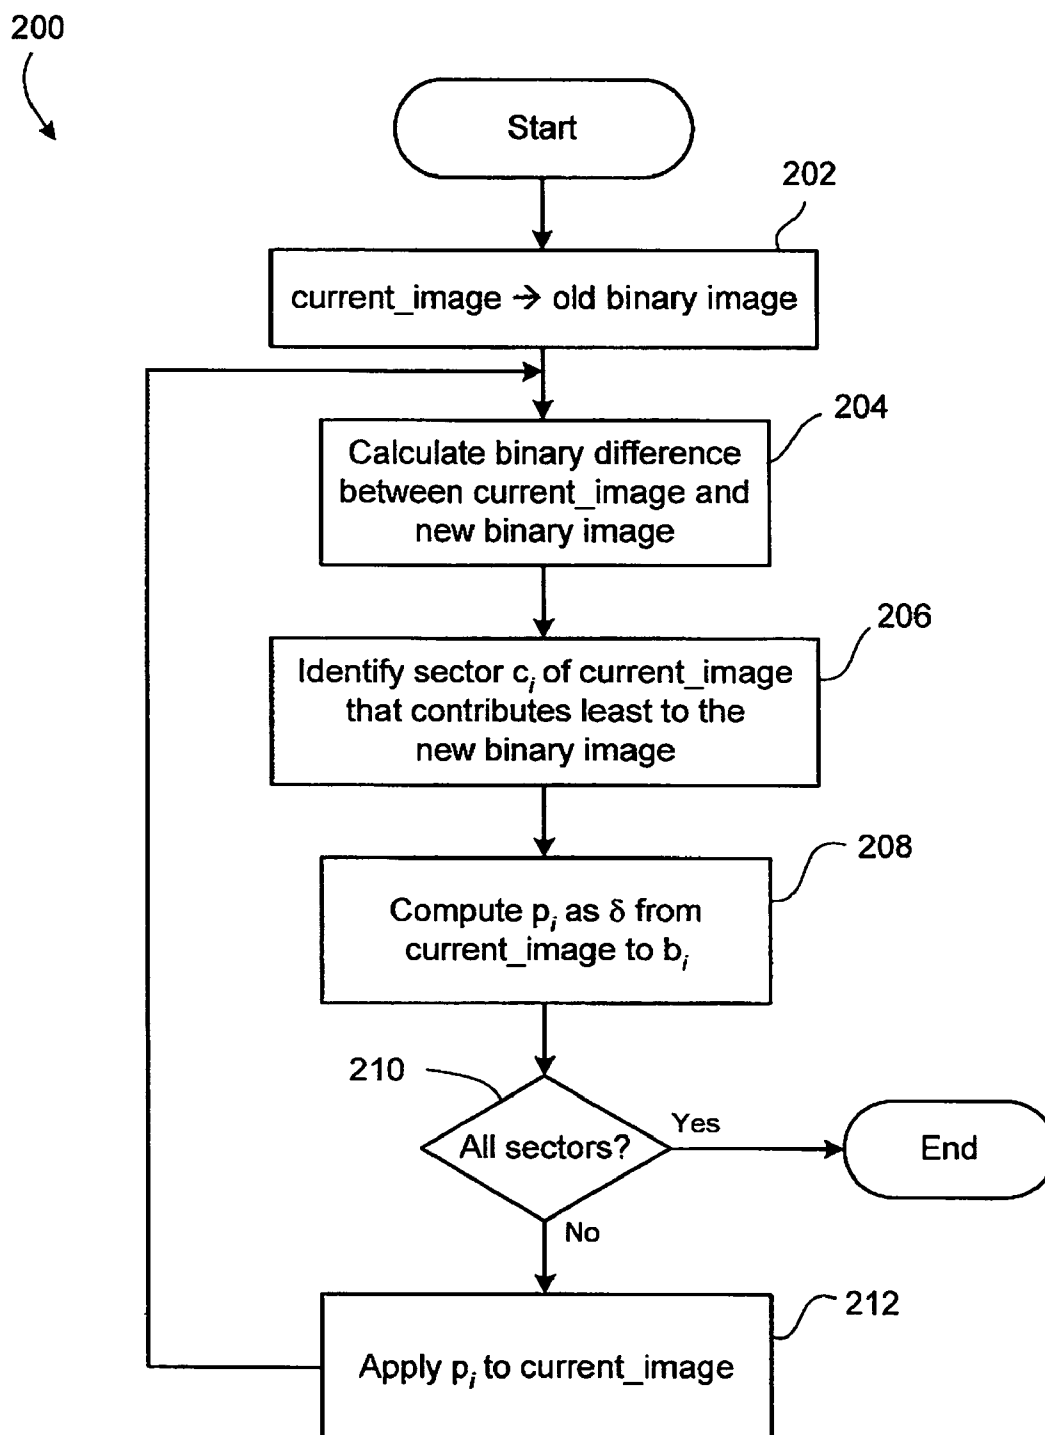 200
Start
202
current_image → old binary image
204
Calculate binary difference
between current_image and
new binary image
206
Identify sector cᵢ of current_image
that contributes least to the
new binary image
208
Compute pᵢ as δ from
current_image to bᵢ
210
All sectors?
Yes
End
No
212
Apply pᵢ to current_image